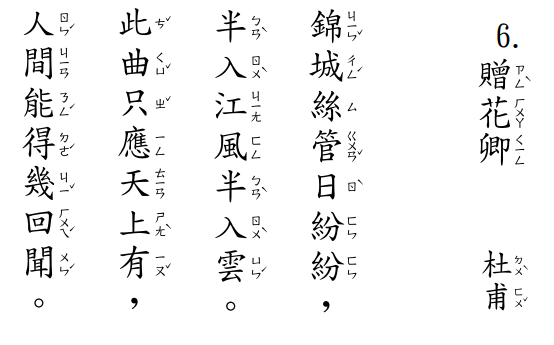 6.
贈花卿 杜甫
錦城絲管日紛紛，
半入江風半入雲。
此曲只應天上有，
人間能得幾回聞。